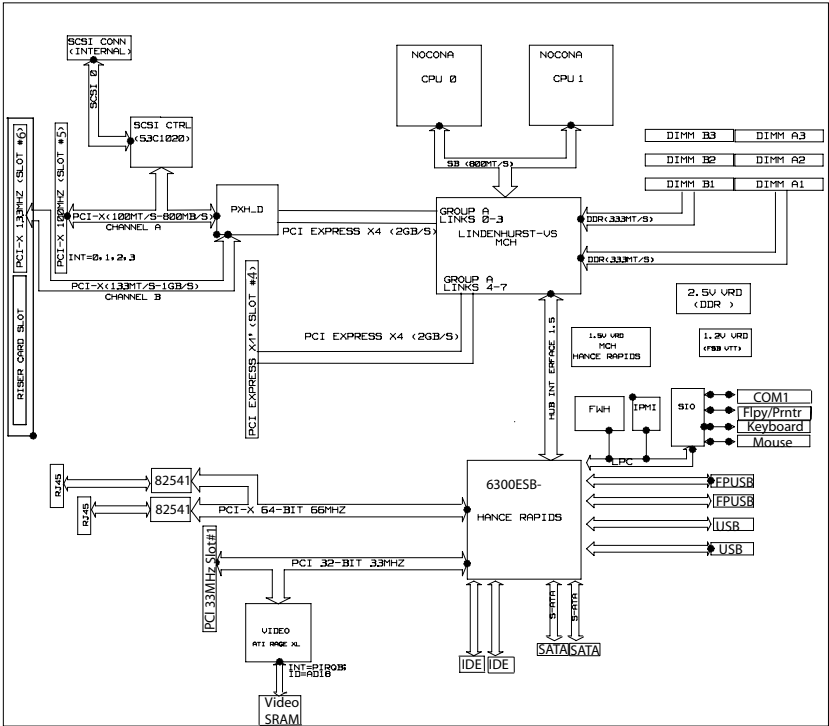 SCSI CONN
(INTERNAL)
SCSI 0
SCSI CTRL
(53C1020)
NOCONA
CPU 0
NOCONA
CPU 1
SB (800MT/S)
DIMM B3
DIMM A3
DIMM B2
DIMM A2
DIMM B1
DIMM A1
DDR(333MT/S)
DDR(333MT/S)
PCI-X 133MHZ (SLOT #6)
PCI-X 100MHZ (SLOT #5)
RISER CARD SLOT
PXH_D
PCI-X(100MT/S-800MB/S)
CHANNEL A
INT=0,1,2,3
PCI-X(133MT/S-1GB/S)
CHANNEL B
PCI EXPRESS X4 (2GB/S)
GROUP A
LINKS 0-3
LINDENHURST-VS
MCH
GROUP A
LINKS 4-7
PCI EXPRESS X4' (SLOT #4)
PCI EXPRESS X4 (2GB/S)
HUB INT ERFACE 1.5
2.5V VRD
(DDR )
1.5V VRD
MCH
HANCE RAPIDS
1.2V VRD
(FSB VTT)
FWH
IPMI
SIO
COM1
Flpy/Prntr
Keyboard
Mouse
LPC
RJ45
82541
RJ45
82541
PCI-X 64-BIT 66MHZ
6300ESB-
HANCE RAPIDS
FPUSB
FPUSB
USB
USB
PCI 33MHz Slot#1
PCI 32-BIT 33MHZ
VIDEO
ATI RAGE XL
INT=PIRQB;
ID=AD18
Video
SRAM
IDE
IDE
S-ATA
S-ATA
SATA
SATA